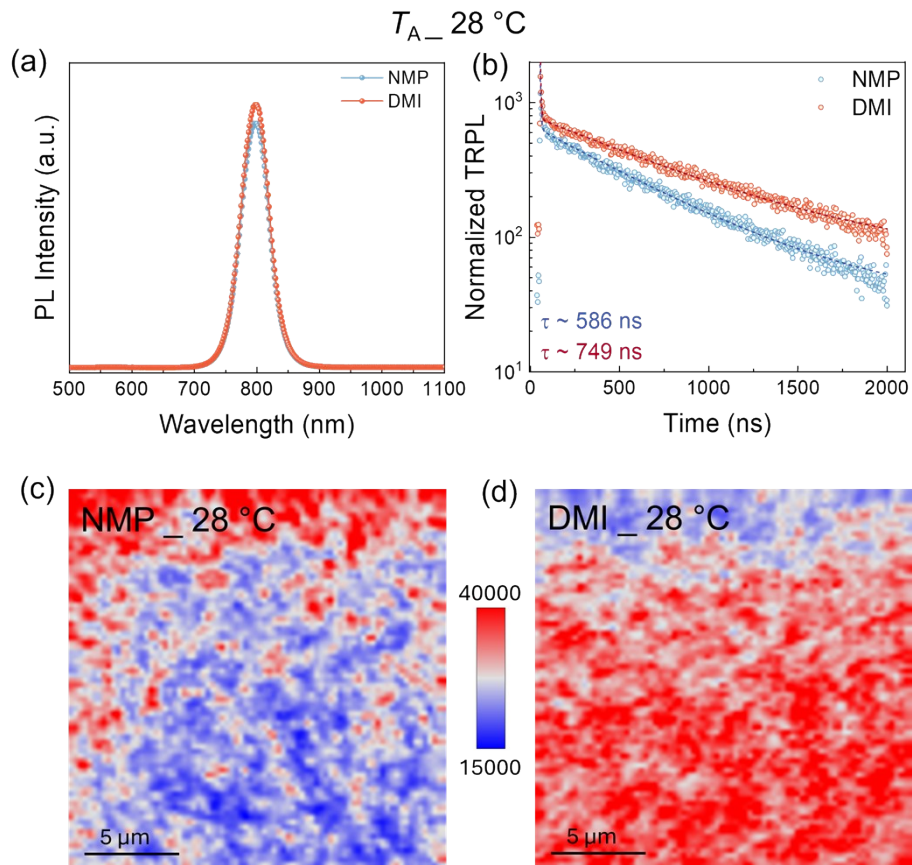 T_A _ 28 °C
(a)
NMP
DMI
PL Intensity (a.u.)
500 600 700 800 900 1000 1100
Wavelength (nm)
(b)
NMP
DMI
Normalized TRPL
10³
10²
10¹
τ ~ 586 ns
τ ~ 749 ns
0 500 1000 1500 2000
Time (ns)
(c)
NMP _ 28 °C
5 µm
40000
15000
(d)
DMI _ 28 °C
5 µm